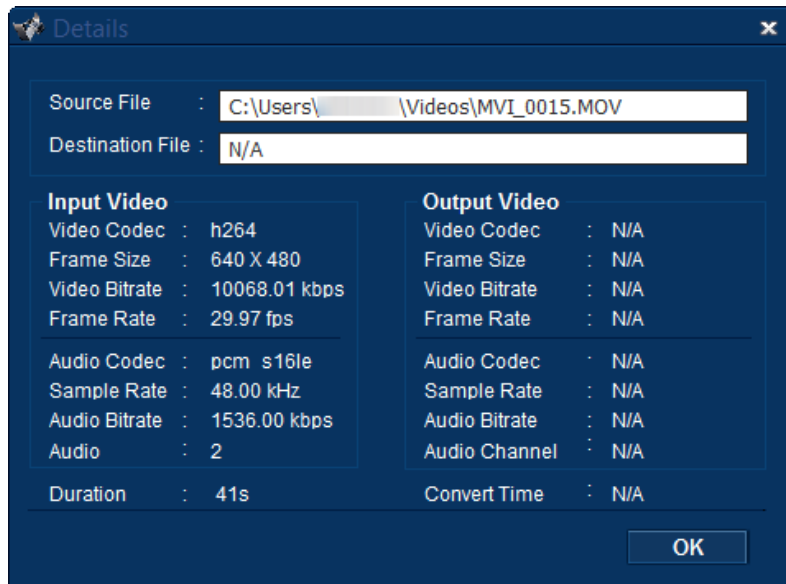 Details
Source File : C:\Users\ \Videos\MVI_0015.MOV
Destination File : N/A
Input Video
Video Codec : h264
Frame Size : 640 X 480
Video Bitrate : 10068.01 kbps
Frame Rate : 29.97 fps
Audio Codec : pcm s16le
Sample Rate : 48.00 kHz
Audio Bitrate : 1536.00 kbps
Audio : 2
Duration : 41s
Output Video
Video Codec : N/A
Frame Size : N/A
Video Bitrate : N/A
Frame Rate : N/A
Audio Codec : N/A
Sample Rate : N/A
Audio Bitrate : N/A
Audio Channel : N/A
Convert Time : N/A
OK